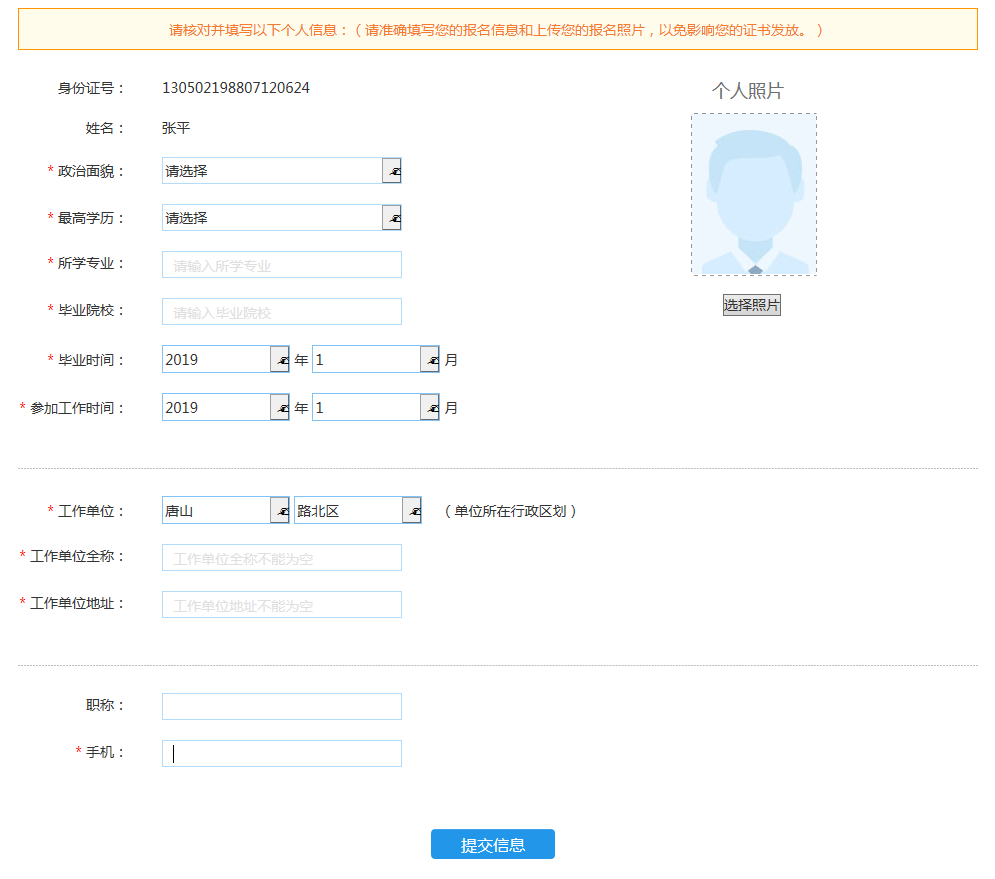 请核对并填写以下个人信息：（请准确填写您的报名信息和上传您的报名照片，以免影响您的证书发放。）
身份证号： 130502198807120624
个人照片
姓名： 张平
* 政治面貌： 请选择
* 最高学历： 请选择
* 所学专业： 请输入所学专业
选择照片
* 毕业院校： 请输入毕业院校
* 毕业时间： 2019 年 1 月
* 参加工作时间： 2019 年 1 月
* 工作单位： 唐山 路北区 （单位所在行政区划）
* 工作单位全称： 工作单位全称不能为空
* 工作单位地址： 工作单位地址不能为空
职称：
* 手机：
提交信息